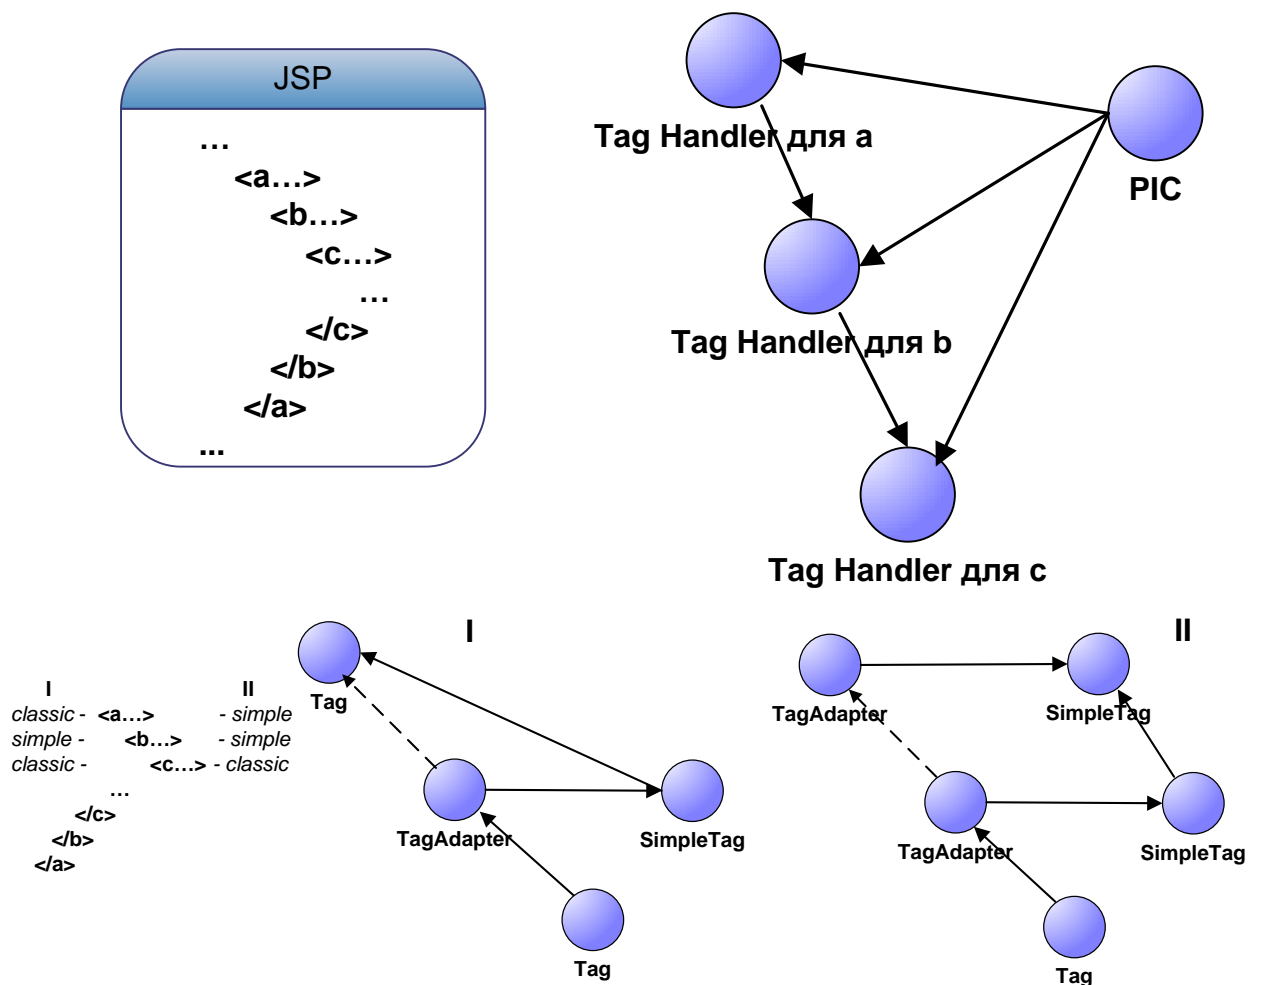 JSP
…
<a…>
<b…>
<c…>
…
</c>
</b>
</a>
...
Tag Handler для a
PIC
Tag Handler для b
Tag Handler для c
I II
classic - <a…> - simple
simple - <b…> - simple
classic - <c…> - classic
…
</c>
</b>
</a>
I
Tag
TagAdapter
SimpleTag
Tag
II
TagAdapter
SimpleTag
TagAdapter
SimpleTag
Tag